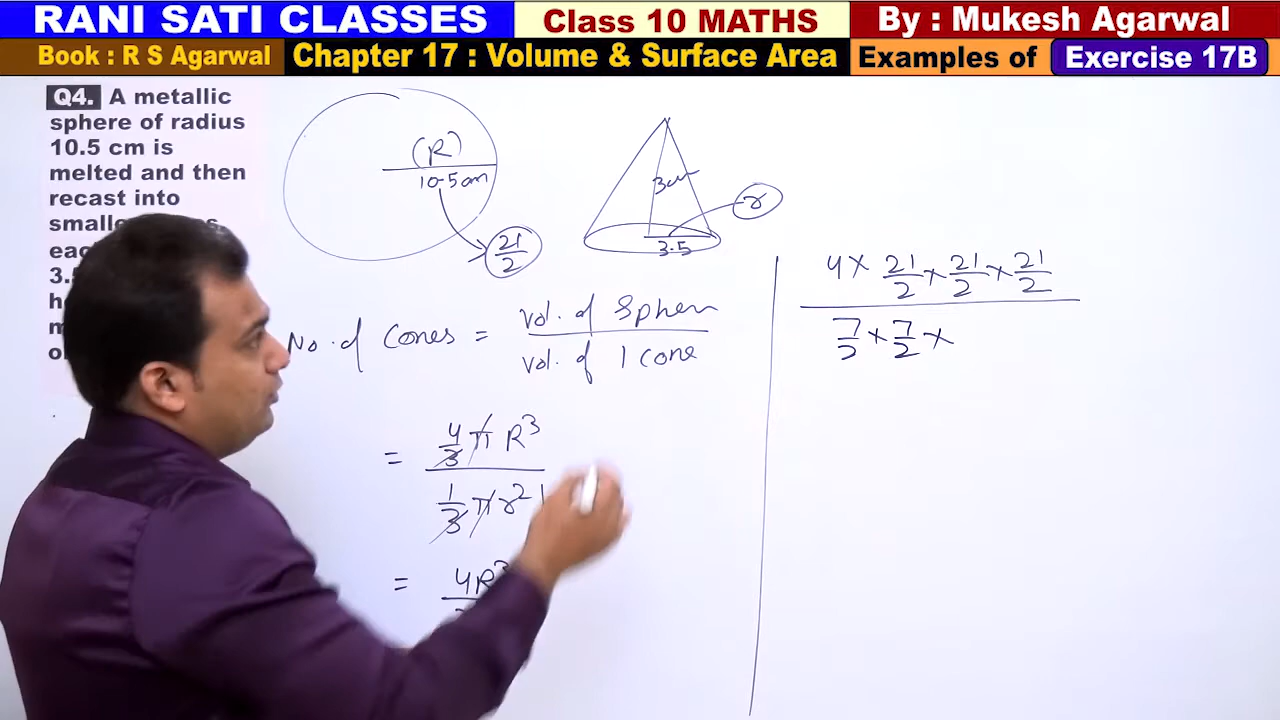 RANI SATI CLASSES
Class 10 MATHS
By : Mukesh Agarwal
Book : R S Agarwal
Chapter 17 : Volume & Surface Area
Examples of
Exercise 17B
Q4. A metallic
sphere of radius
10.5 cm is
melted and then
recast into
(R)
10.5cm
21/2
3cm
r
3.5
No. of Cones = vol. of Sphere / vol. of 1 cone
= 4/3 π R³ / 1/3 π r²
= 4R³
4 × 21/2 × 21/2 × 21/2
7/2 × 7/2 ×